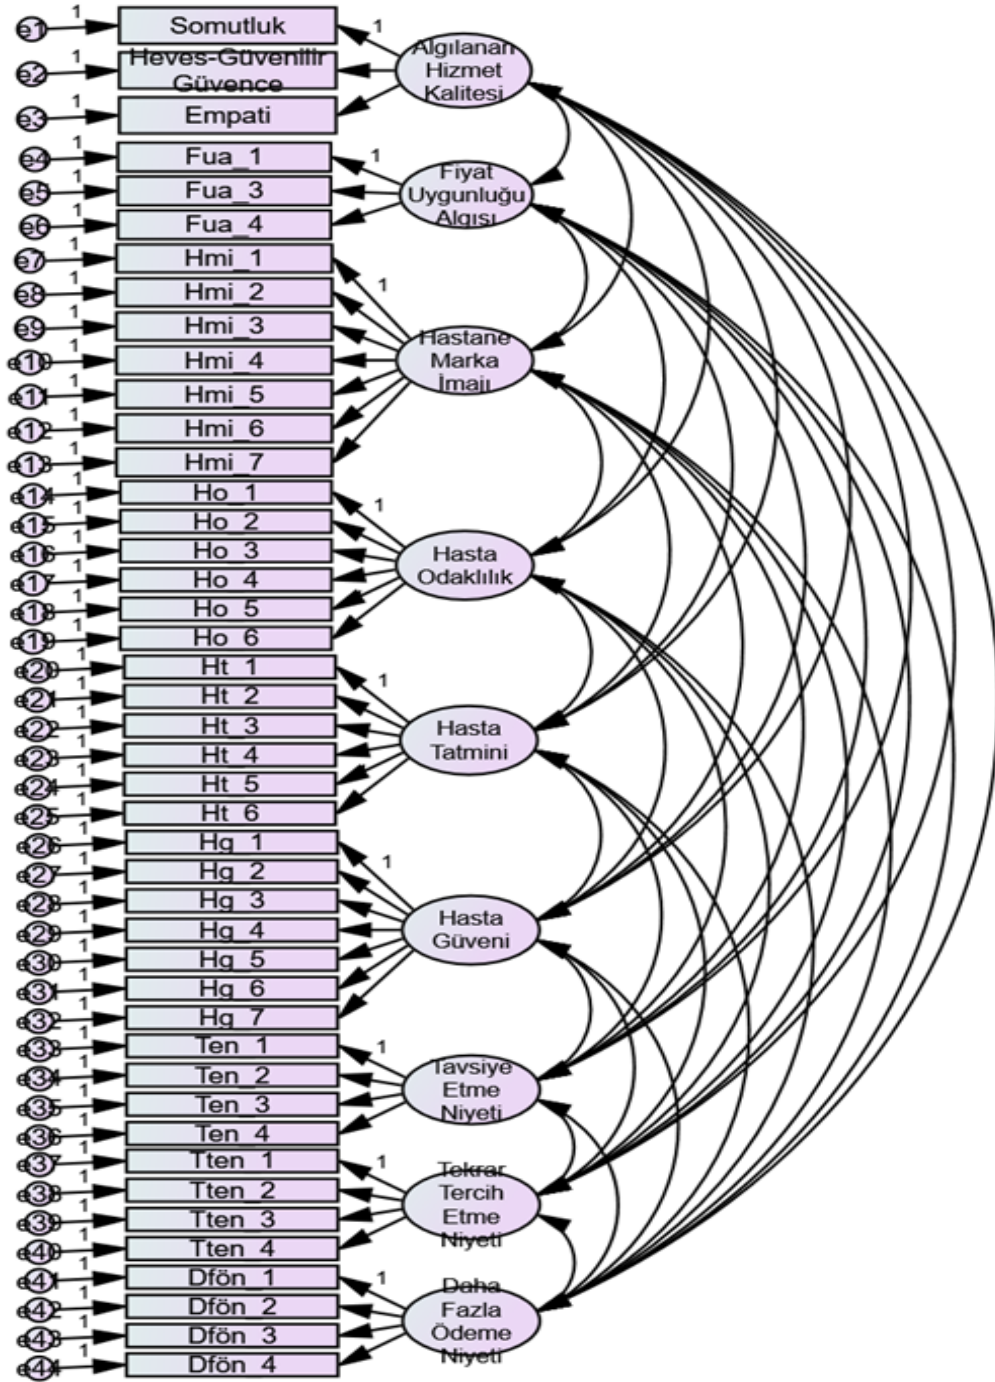 e1 1 Somutluk
e2 1 Heves-Güvenilir
Güvence
e3 1 Empati
1 Algılanan
Hizmet
Kalitesi
e4 1 Fua_1
e5 1 Fua_3
e6 1 Fua_4
1 Fiyat
Uygunluğu
Algısı
e7 1 Hmi_1
e8 1 Hmi_2
e9 1 Hmi_3
e10 1 Hmi_4
e11 1 Hmi_5
e12 1 Hmi_6
e13 1 Hmi_7
1 Hastane
Marka
İmajı
e14 1 Ho_1
e15 1 Ho_2
e16 1 Ho_3
e17 1 Ho_4
e18 1 Ho_5
e19 1 Ho_6
1 Hasta
Odaklılık
e20 1 Ht_1
e21 1 Ht_2
e22 1 Ht_3
e23 1 Ht_4
e24 1 Ht_5
e25 1 Ht_6
1 Hasta
Tatmini
e26 1 Hg_1
e27 1 Hg_2
e28 1 Hg_3
e29 1 Hg_4
e30 1 Hg_5
e31 1 Hg_6
e32 1 Hg_7
1 Hasta
Güveni
e33 1 Ten_1
e34 1 Ten_2
e35 1 Ten_3
e36 1 Ten_4
1 Tavsiye
Etme
Niyeti
e37 1 Tten_1
e38 1 Tten_2
e39 1 Tten_3
e40 1 Tten_4
1 Tekrar
Tercih
Etme
Niyeti
e41 1 Dfön_1
e42 1 Dfön_2
e43 1 Dfön_3
e44 1 Dfön_4
1 Daha
Fazla
Ödeme
Niyeti